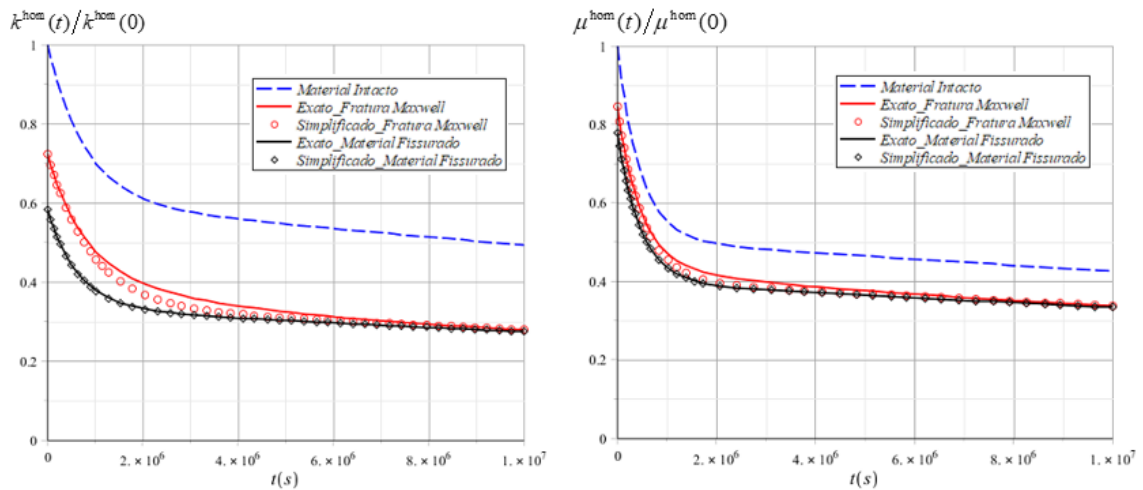 k^hom(t)/k^hom(0)
1
0.8
0.6
0.4
0.2
0
Material Intacto
Exato_Fratura Maxwell
Simplificado_Fratura Maxwell
Exato_Material Fissurado
Simplificado_Material Fissurado
0 2. × 10^6 4. × 10^6 6. × 10^6 8. × 10^6 1. × 10^7
t(s)
μ^hom(t)/μ^hom(0)
1
0.8
0.6
0.4
0.2
0
Material Intacto
Exato_Fratura Maxwell
Simplificado_Fratura Maxwell
Exato_Material Fissurado
Simplificado_Material Fissurado
0 2. × 10^6 4. × 10^6 6. × 10^6 8. × 10^6 1. × 10^7
t(s)